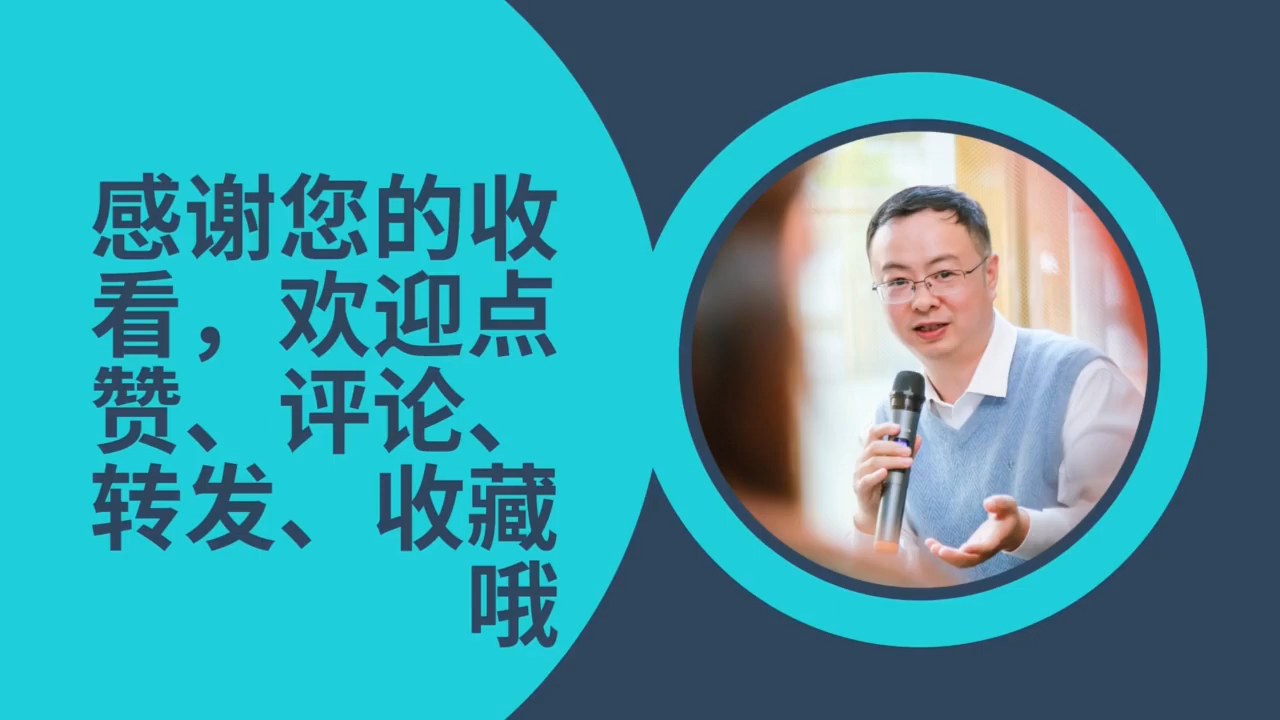 感谢您的收
看，欢迎点
赞、评论、
转发、收藏
哦